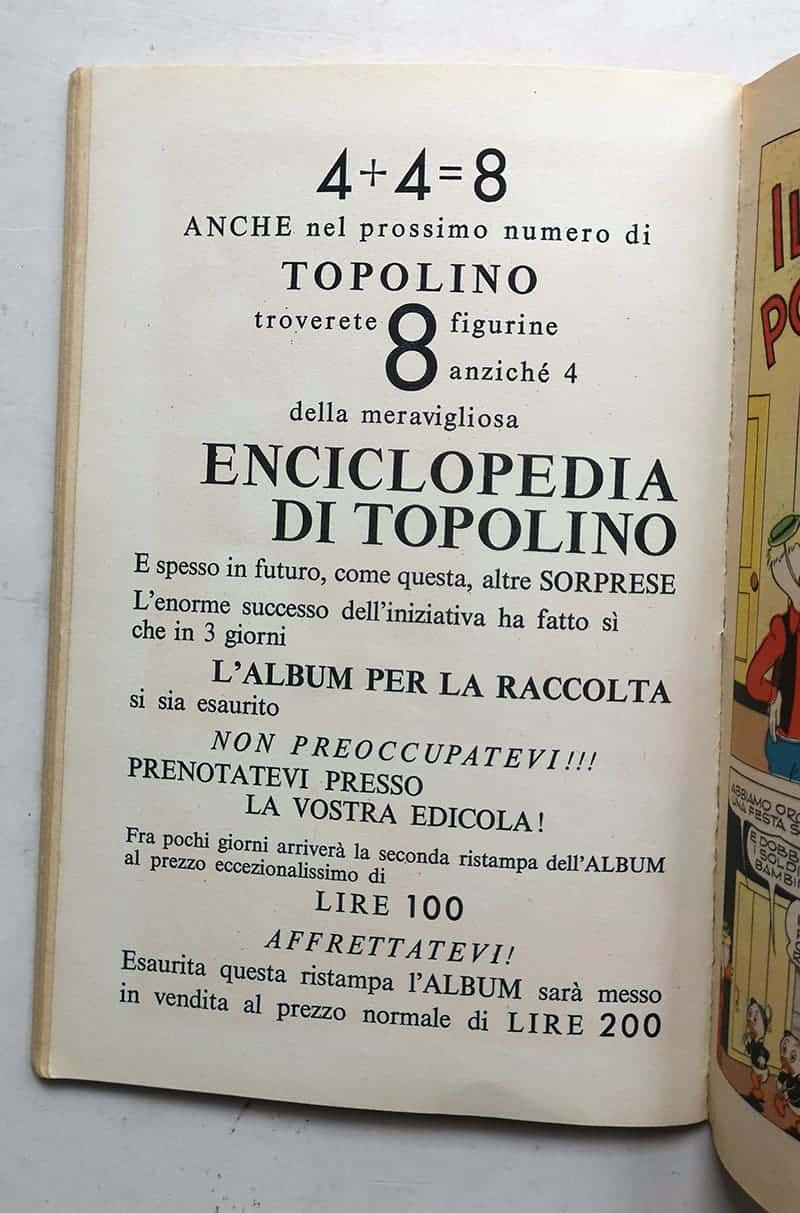 4+4=8
ANCHE nel prossimo numero di
TOPOLINO
troverete 8 figurine
anziché 4
della meravigliosa
ENCICLOPEDIA
DI TOPOLINO
E spesso in futuro, come questa, altre SORPRESE
L'enorme successo dell'iniziativa ha fatto sì
che in 3 giorni
L'ALBUM PER LA RACCOLTA
si sia esaurito
NON PREOCCUPATEVI!!!
PRENOTATEVI PRESSO
LA VOSTRA EDICOLA!
Fra pochi giorni arriverà la seconda ristampa dell'ALBUM
al prezzo eccezionalissimo di
LIRE 100
AFFRETTATEVI!
Esaurita questa ristampa l'ALBUM sarà messo
in vendita al prezzo normale di LIRE 200
ABBIAMO
UNA FESTA
E
I SOLDI